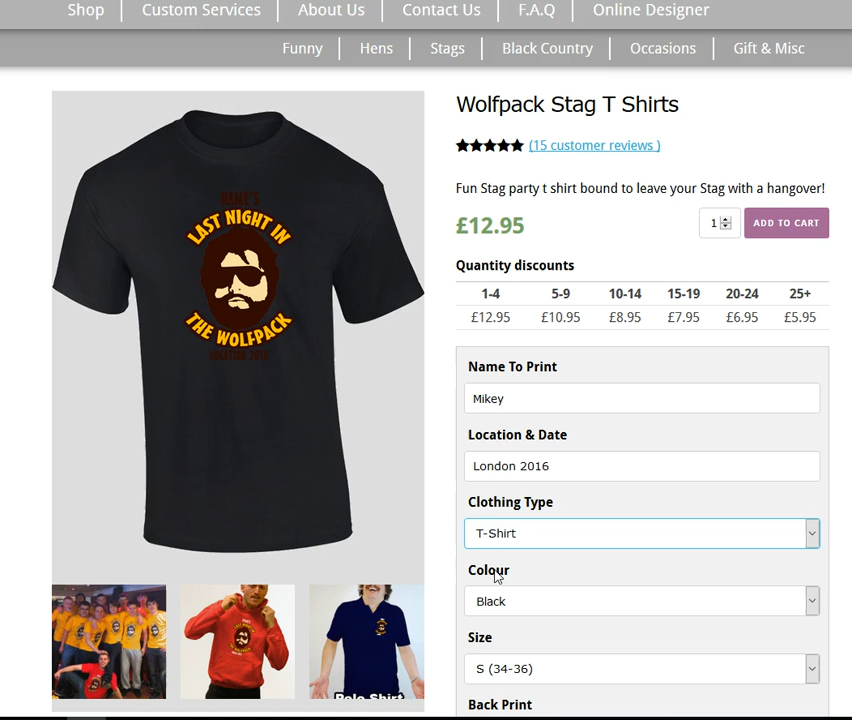 Shop Custom Services About Us Contact Us F.A.Q Online Designer
Funny Hens Stags Black Country Occasions Gift & Misc
NAME'S
LAST NIGHT IN
THE WOLFPACK
LOCATION 2016
Wolfpack Stag T Shirts
(15 customer reviews )
Fun Stag party t shirt bound to leave your Stag with a hangover!
£12.95 1 ADD TO CART
Quantity discounts
1-4 5-9 10-14 15-19 20-24 25+
£12.95 £10.95 £8.95 £7.95 £6.95 £5.95
Name To Print
Mikey
Location & Date
London 2016
Clothing Type
T-Shirt
Colour
Black
Size
S (34-36)
Back Print
Polo Shirt